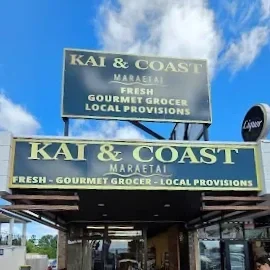 KAI & COAST
MARAETAI
FRESH
GOURMET GROCER
LOCAL PROVISIONS
Liquor
KAI & COAST
MARAETAI
FRESH - GOURMET GROCER - LOCAL PROVISIONS